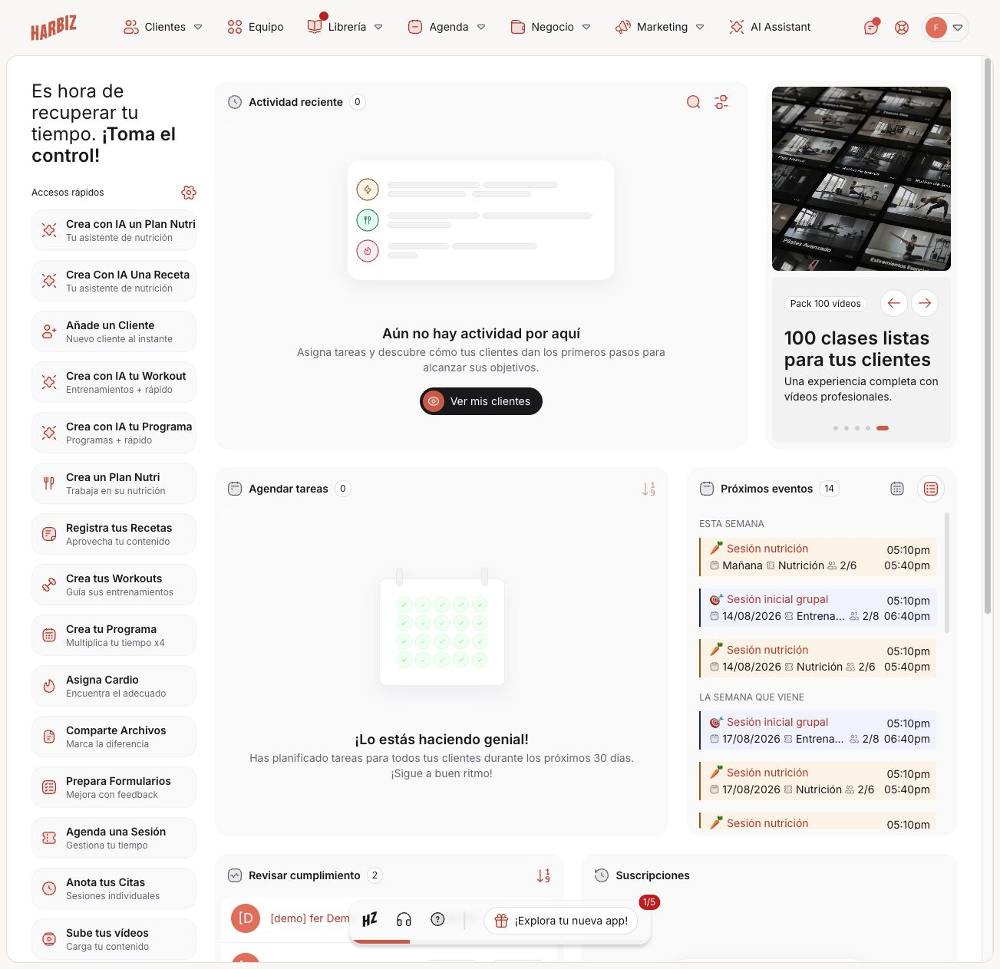 HARBIZ
Clientes
Equipo
Librería
Agenda
Negocio
Marketing
AI Assistant
F
Es hora de
recuperar tu
tiempo. ¡Toma el
control!
Accesos rápidos
Crea con IA un Plan Nutri
Tu asistente de nutrición
Crea Con IA Una Receta
Tu asistente de nutrición
Añade un Cliente
Nuevo cliente al instante
Crea con IA tu Workout
Entrenamientos + rápido
Crea con IA tu Programa
Programas + rápido
Crea un Plan Nutri
Trabaja en su nutrición
Registra tus Recetas
Aprovecha tu contenido
Crea tus Workouts
Guía sus entrenamientos
Crea tu Programa
Multiplica tu tiempo x4
Asigna Cardio
Encuentra el adecuado
Comparte Archivos
Marca la diferencia
Prepara Formularios
Mejora con feedback
Agenda una Sesión
Gestiona tu tiempo
Anota tus Citas
Sesiones individuales
Sube tus vídeos
Carga tu contenido
Actividad reciente 0
Aún no hay actividad por aquí
Asigna tareas y descubre cómo tus clientes dan los primeros pasos para
alcanzar sus objetivos.
Ver mis clientes
Yoga Matinal
Pilates Avanzado
Pack 100 vídeos
100 clases listas
para tus clientes
Una experiencia completa con
vídeos profesionales.
Agendar tareas 0
1
9
¡Lo estás haciendo genial!
Has planificado tareas para todos tus clientes durante los próximos 30 días.
¡Sigue a buen ritmo!
Próximos eventos 14
ESTA SEMANA
Sesión nutrición 05:10pm
Mañana Nutrición 2/6 05:40pm
Sesión inicial grupal 05:10pm
14/08/2026 Entrena... 2/8 06:40pm
Sesión nutrición 05:10pm
14/08/2026 Nutrición 2/6 05:40pm
LA SEMANA QUE VIENE
Sesión inicial grupal 05:10pm
17/08/2026 Entrena... 2/8 06:40pm
Sesión nutrición 05:10pm
17/08/2026 Nutrición 2/6 05:40pm
Sesión nutrición 05:10pm
Revisar cumplimiento 2
1
9
[D [demo] fer Dem
Suscripciones
HZ
¡Explora tu nueva app!
1/5